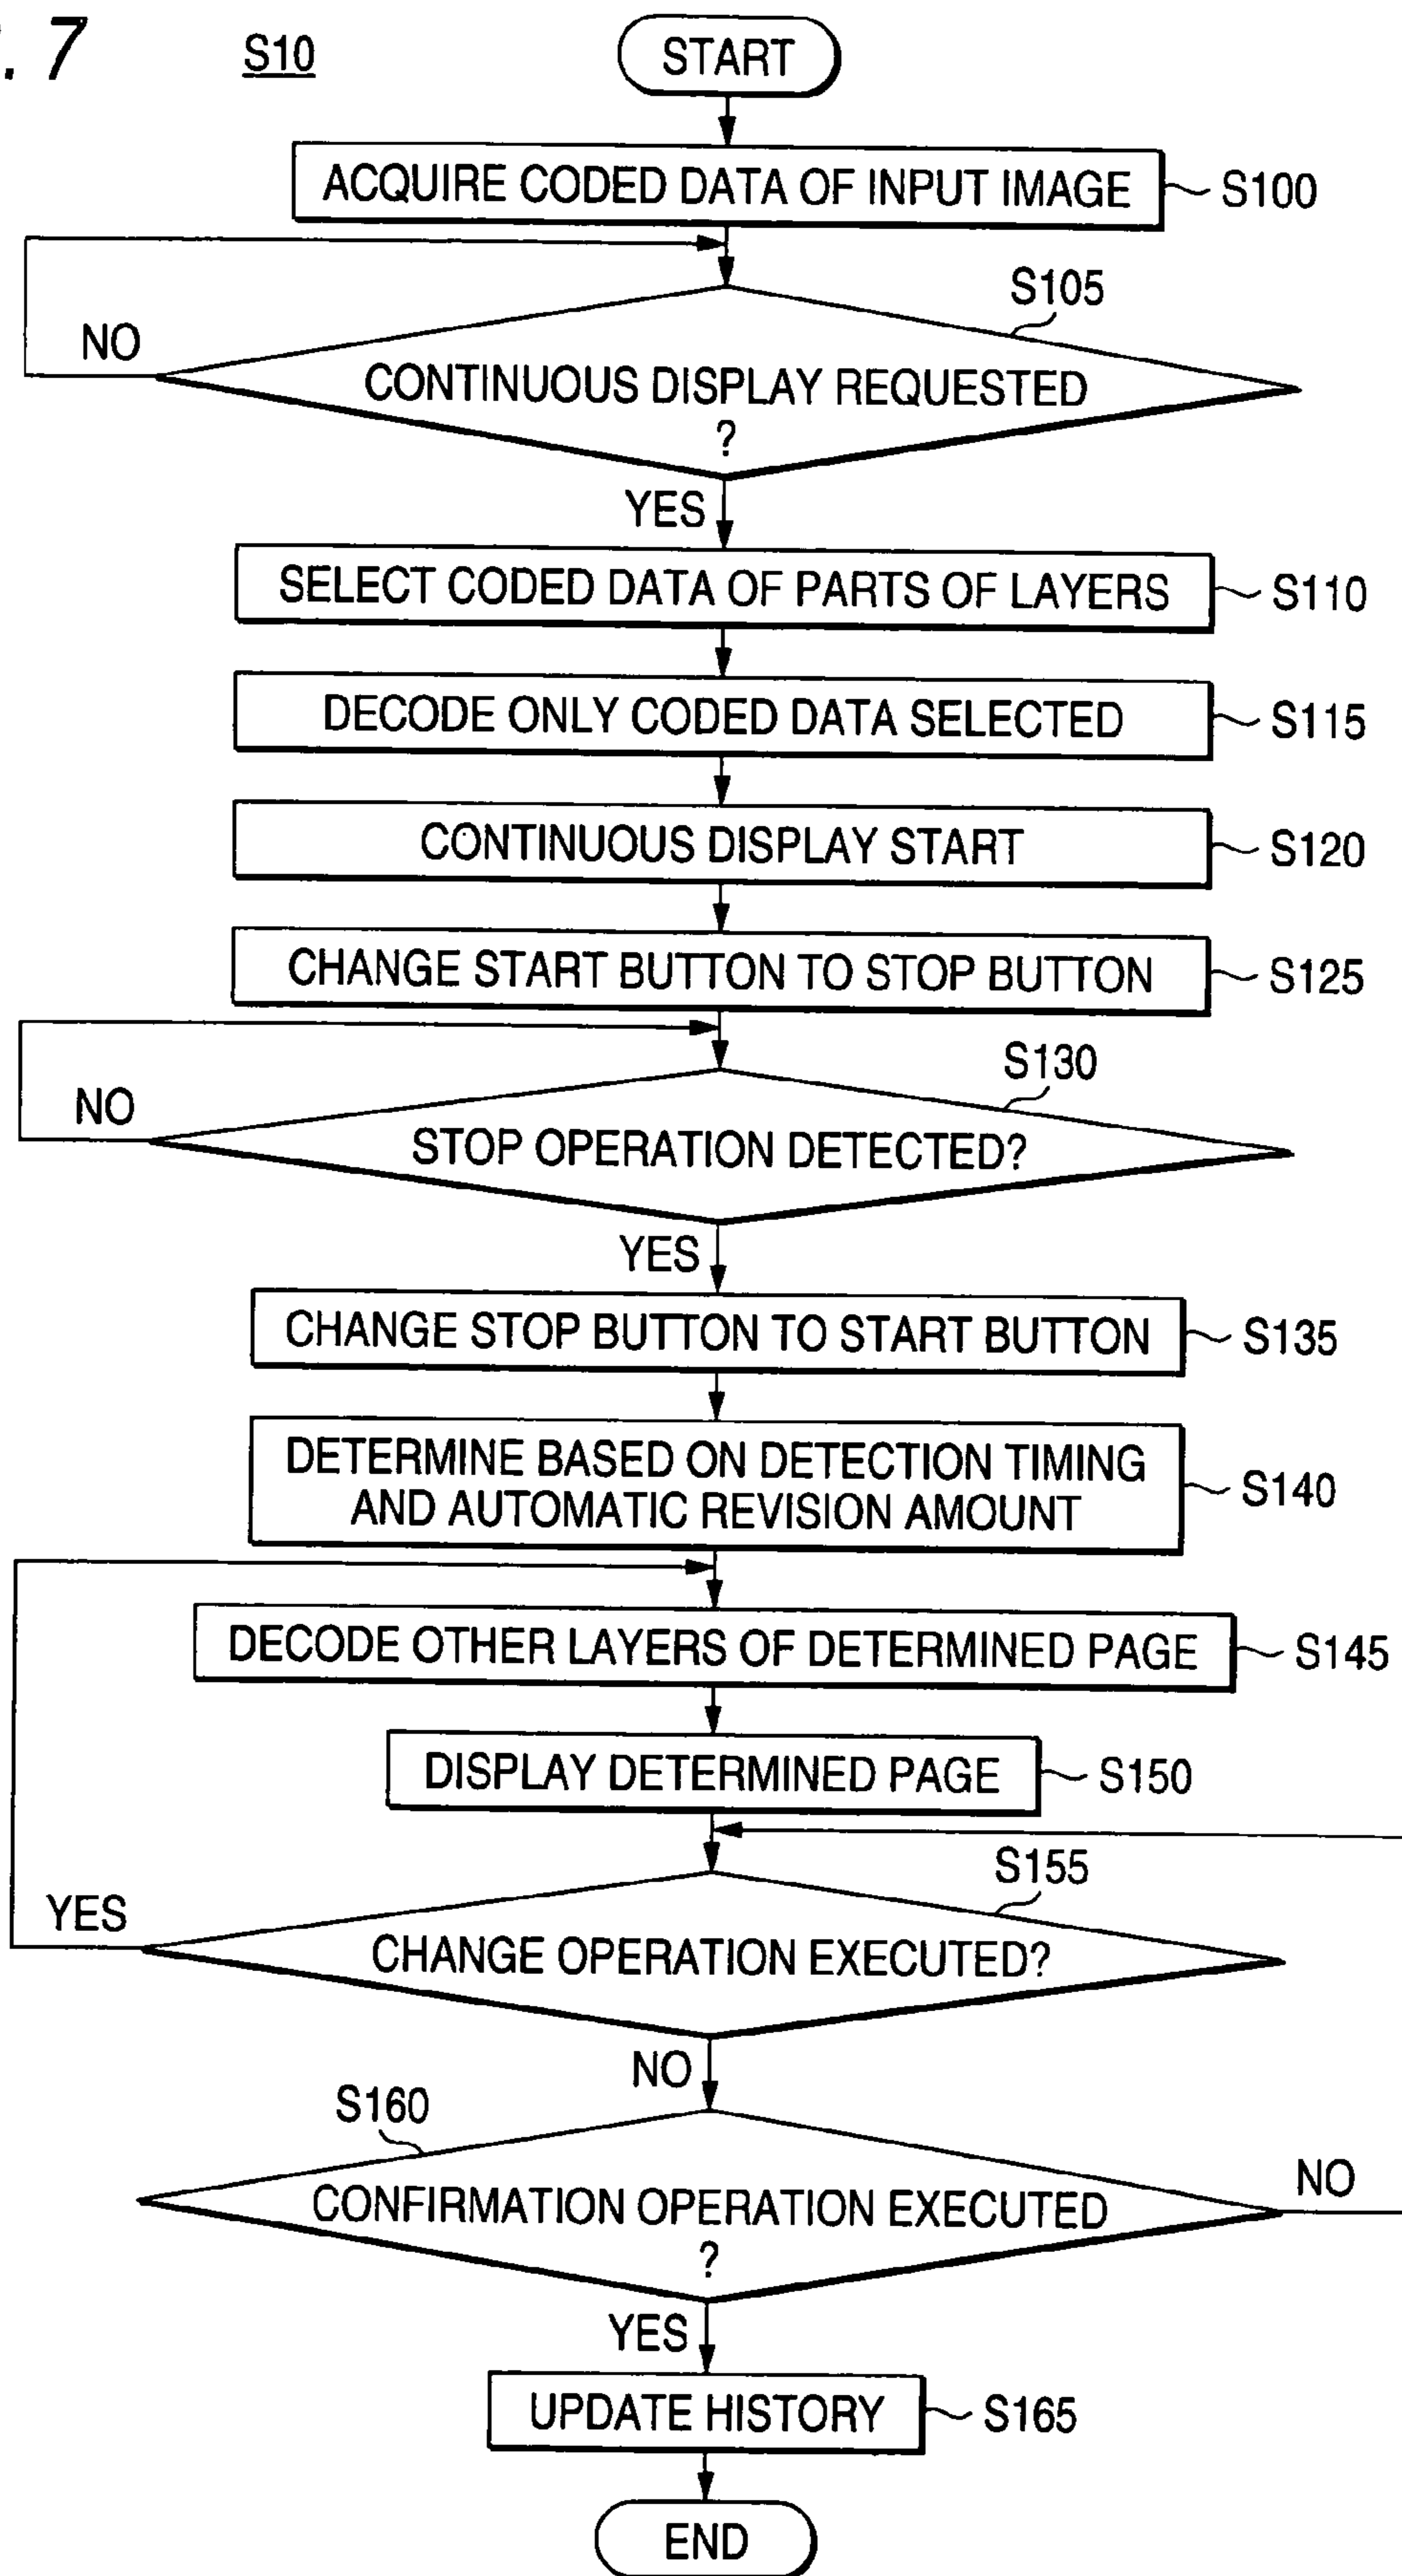 . 7
S10
START
ACQUIRE CODED DATA OF INPUT IMAGE
S100
S105
NO
CONTINUOUS DISPLAY REQUESTED
?
YES
SELECT CODED DATA OF PARTS OF LAYERS
S110
DECODE ONLY CODED DATA SELECTED
S115
CONTINUOUS DISPLAY START
S120
CHANGE START BUTTON TO STOP BUTTON
S125
S130
NO
STOP OPERATION DETECTED?
YES
CHANGE STOP BUTTON TO START BUTTON
S135
DETERMINE BASED ON DETECTION TIMING
AND AUTOMATIC REVISION AMOUNT
S140
DECODE OTHER LAYERS OF DETERMINED PAGE
S145
DISPLAY DETERMINED PAGE
S150
S155
YES
CHANGE OPERATION EXECUTED?
NO
S160
NO
CONFIRMATION OPERATION EXECUTED
?
YES
UPDATE HISTORY
S165
END